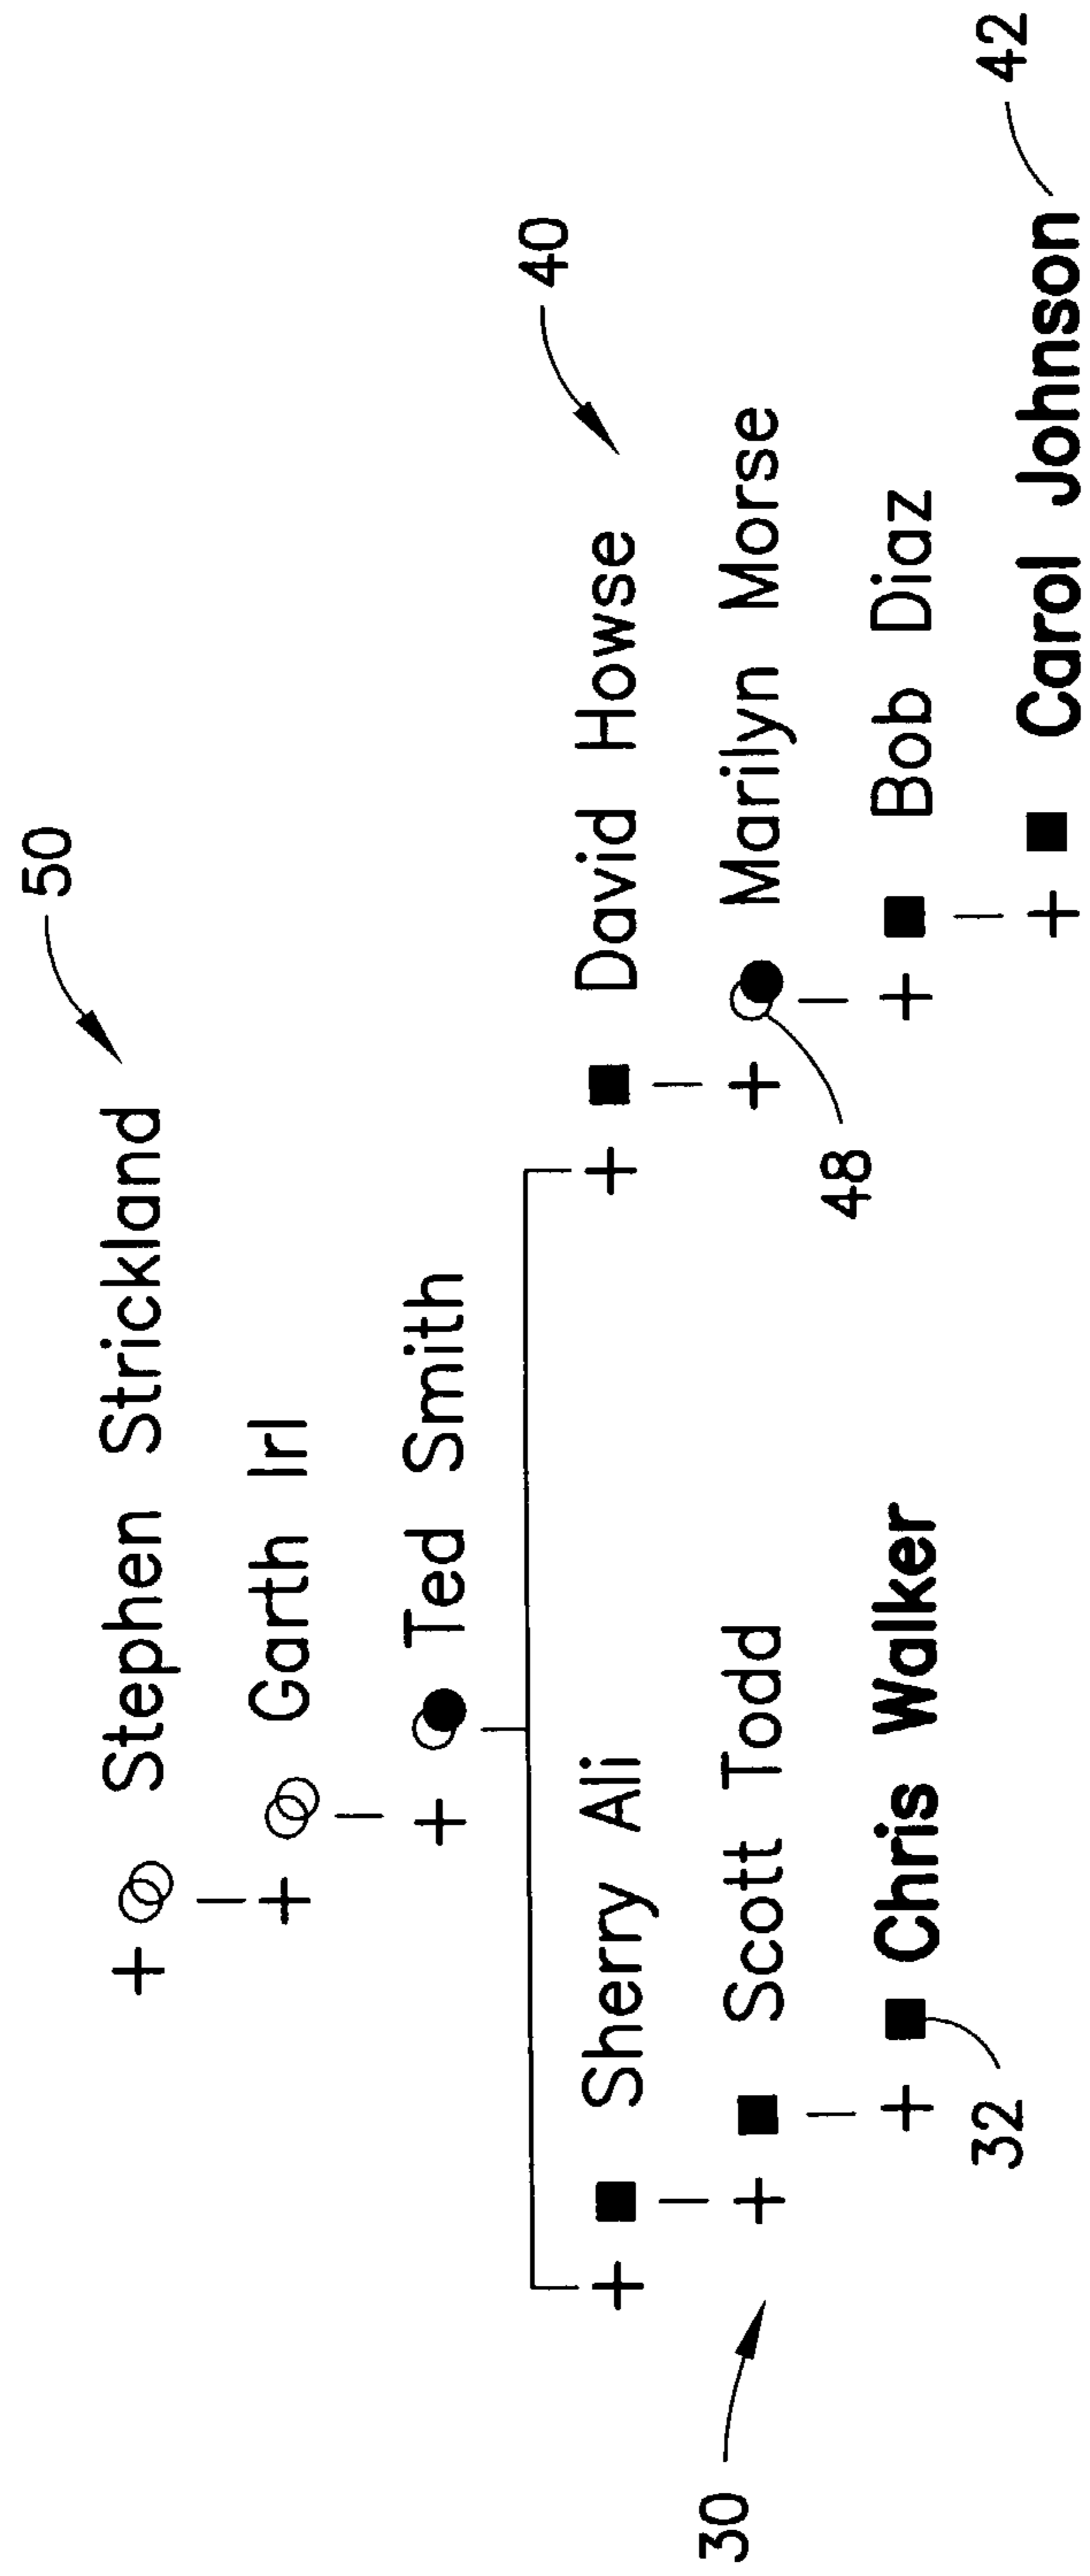 50
+ Stephen Strickland
+ Garth Irl
+ Ted Smith
40
+ Sherry Ali
+ David Howse
30
+ Scott Todd
+ Marilyn Morse
48
+ Chris Walker
+ Bob Diaz
32
+ Carol Johnson
42